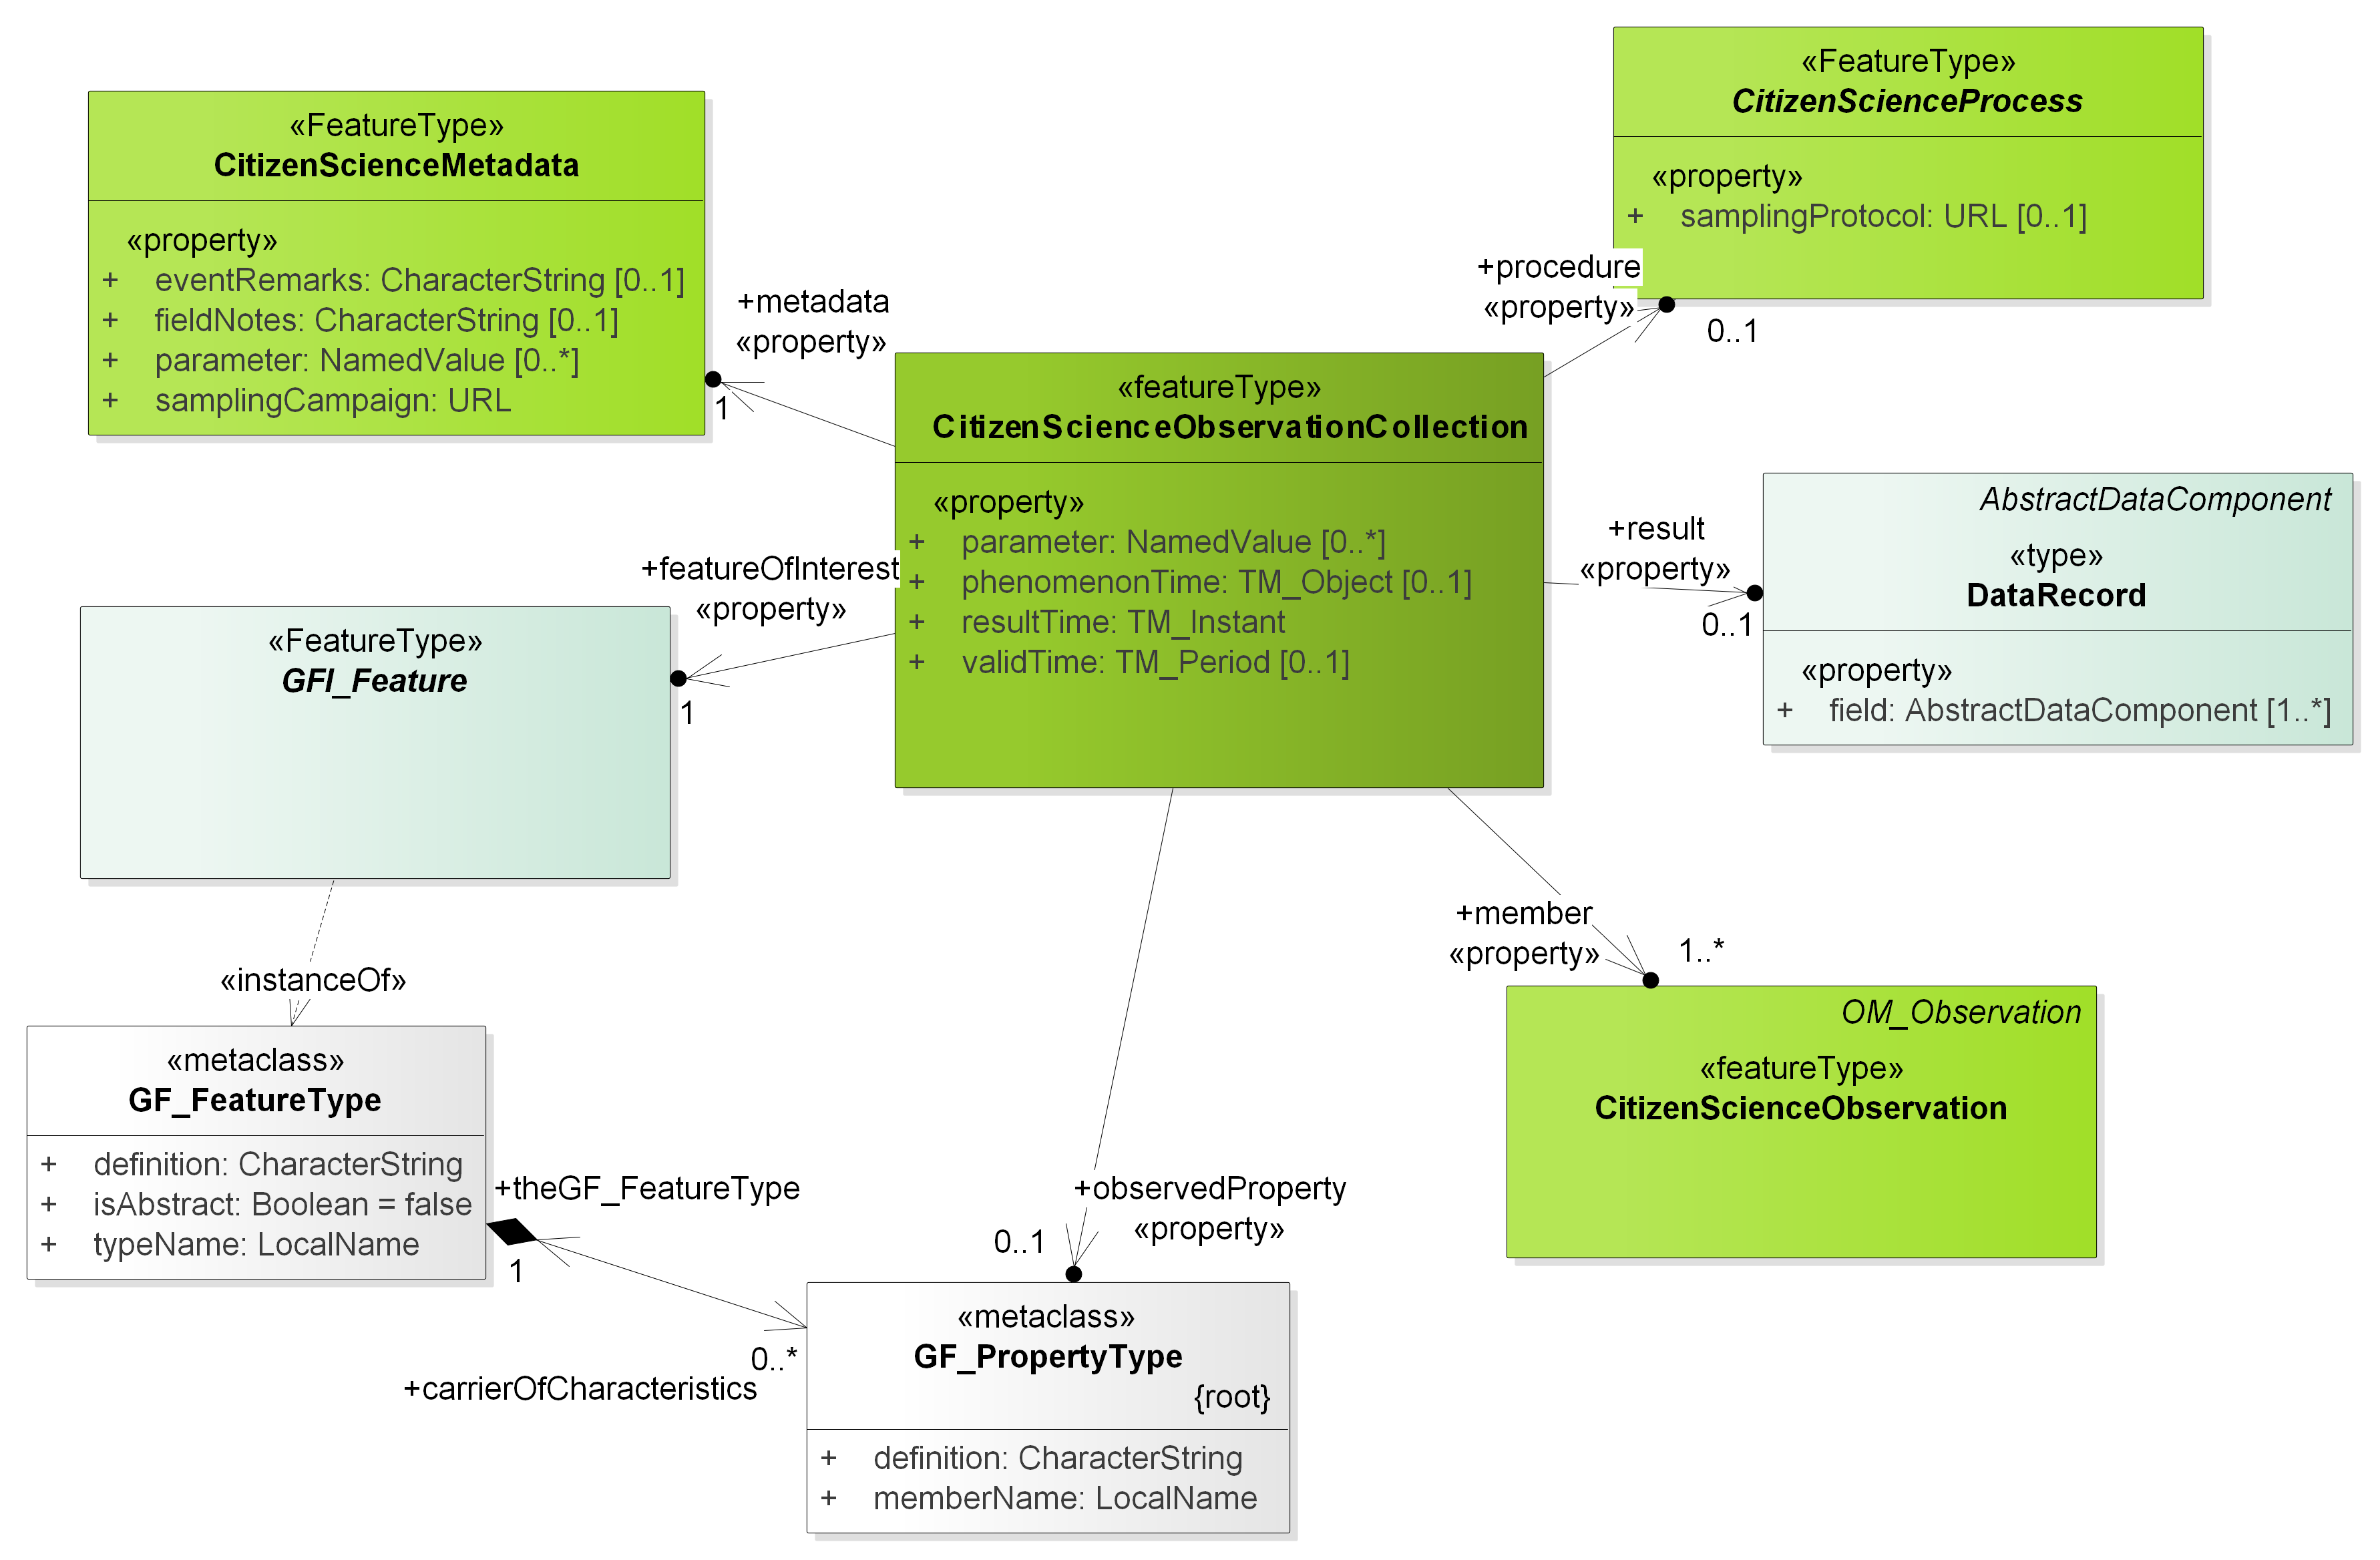 «FeatureType»
CitizenScienceProcess
«property»
+ samplingProtocol: URL [0..1]
«FeatureType»
CitizenScienceMetadata
«property»
+ eventRemarks: CharacterString [0..1]
+ fieldNotes: CharacterString [0..1]
+ parameter: NamedValue [0..*]
+ samplingCampaign: URL
+metadata
«property»
1
+procedure
«property»
0..1
«featureType»
CitizenScienceObservationCollection
«property»
+ parameter: NamedValue [0..*]
+ phenomenonTime: TM_Object [0..1]
+ resultTime: TM_Instant
+ validTime: TM_Period [0..1]
+result
«property»
0..1
AbstractDataComponent
«type»
DataRecord
«property»
+ field: AbstractDataComponent [1..*]
+featureOfInterest
«property»
1
«FeatureType»
GFI_Feature
«instanceOf»
+member
«property»
1..*
OM_Observation
«featureType»
CitizenScienceObservation
«metaclass»
GF_FeatureType
+ definition: CharacterString
+ isAbstract: Boolean = false
+ typeName: LocalName
+theGF_FeatureType
1
+observedProperty
«property»
0..1
0..*
+carrierOfCharacteristics
«metaclass»
GF_PropertyType
{root}
+ definition: CharacterString
+ memberName: LocalName